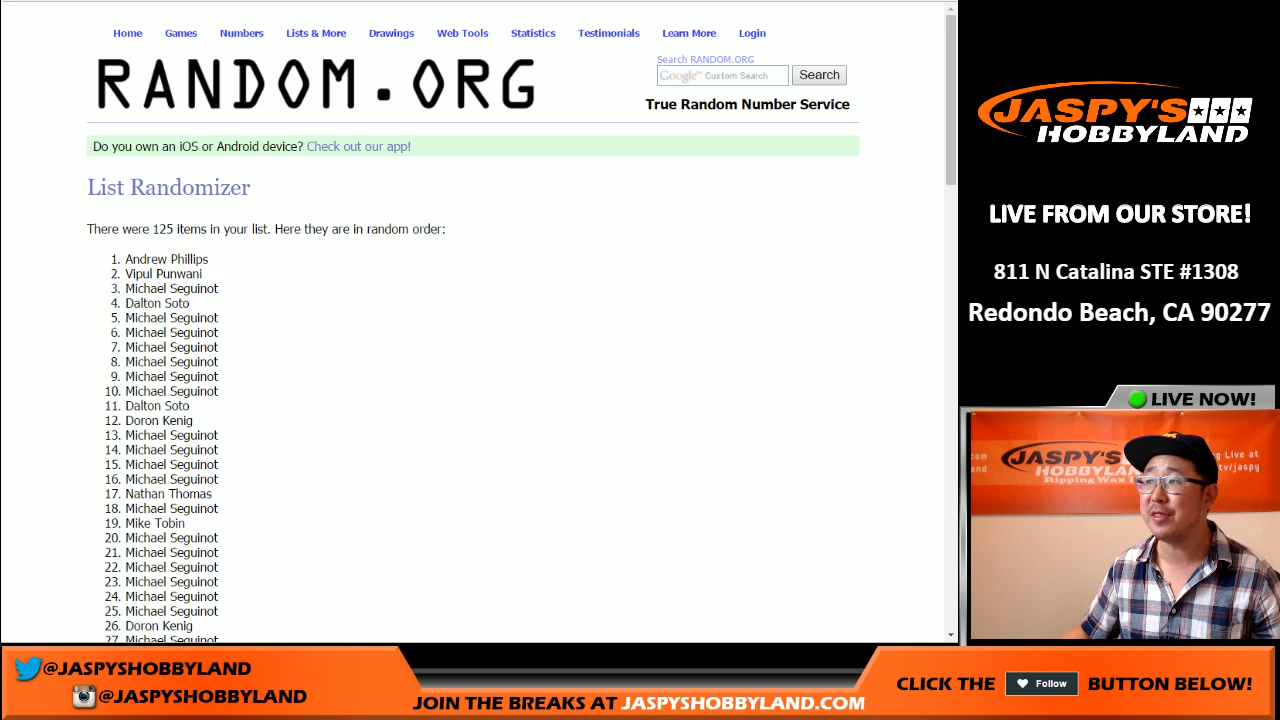 Home Games Numbers Lists & More Drawings Web Tools Statistics Testimonials Learn More Login
RANDOM.ORG
Search RANDOM.ORG
Google™ Custom Search Search
True Random Number Service
Do you own an iOS or Android device? Check out our app!
List Randomizer
There were 125 items in your list. Here they are in random order:
1. Andrew Phillips
2. Vipul Punwani
3. Michael Seguinot
4. Dalton Soto
5. Michael Seguinot
6. Michael Seguinot
7. Michael Seguinot
8. Michael Seguinot
9. Michael Seguinot
10. Michael Seguinot
11. Dalton Soto
12. Doron Kenig
13. Michael Seguinot
14. Michael Seguinot
15. Michael Seguinot
16. Michael Seguinot
17. Nathan Thomas
18. Michael Seguinot
19. Mike Tobin
20. Michael Seguinot
21. Michael Seguinot
22. Michael Seguinot
23. Michael Seguinot
24. Michael Seguinot
25. Michael Seguinot
26. Doron Kenig
27. Michael Seguinot
JASPY'S
HOBBYLAND
LIVE FROM OUR STORE!
811 N Catalina STE #1308
Redondo Beach, CA 90277
LIVE NOW!
JASPY'S
HOBBYLAND
Ripping Wax
.com
Live at
tv/jaspy
@JASPYSHOBBYLAND
@JASPYSHOBBYLAND
JOIN THE BREAKS AT JASPYSHOBBYLAND.COM
CLICK THE Follow BUTTON BELOW!